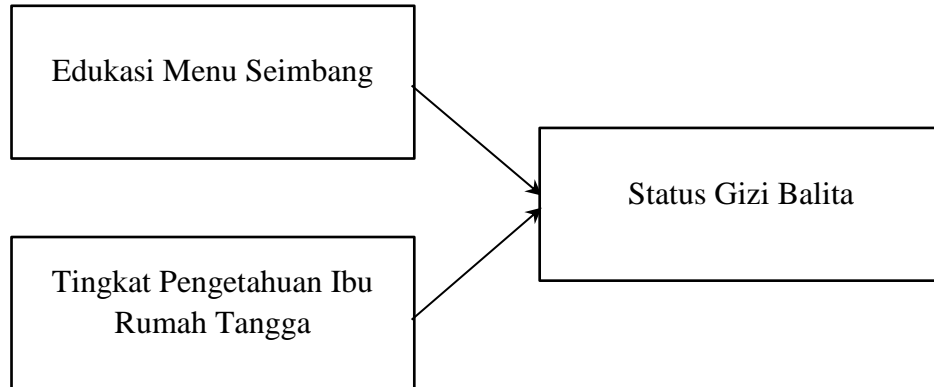 Edukasi Menu Seimbang
Status Gizi Balita
Tingkat Pengetahuan Ibu
Rumah Tangga